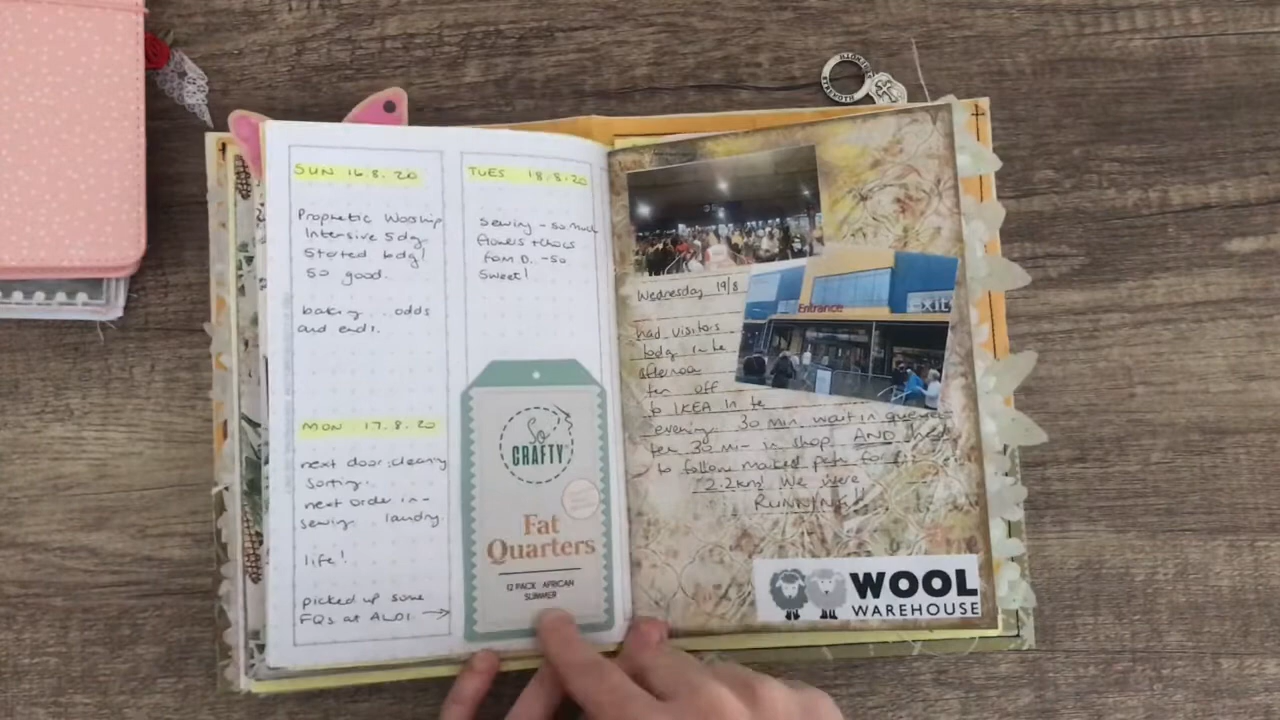 SUN 16.8.20
Prophetic Worship
Intensive 5day
Started tdg!
So good.
baking . odds
and ends.
MON 17.8.20
next door cleaning
sorting.
next order in -
sewing laundry.
life!
picked up some
FQs at ALDI →
TUES 18.8.20
Sewing - so much
flowers + chocs
from D. - so
sweet!
So
CRAFTY
Fat
Quarters
12 PACK AFRICAN
SUMMER
Wednesday 19/8
had visitors
today in the
afternoon
then off
to IKEA in the
evening. 30 min wait in queue
then 30 min in shop AND had
to follow marked path for
2.2km! We were
RUNNING!!
Entrance
exit
WOOL
WAREHOUSE